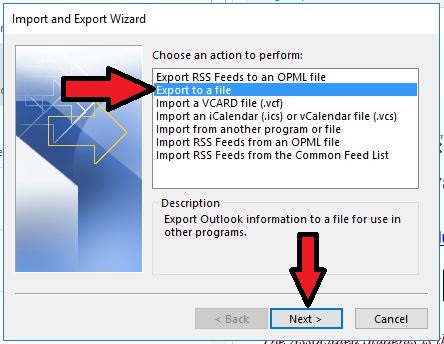 Import and Export Wizard
Choose an action to perform:
Export RSS Feeds to an OPML file
Export to a file
Import a VCARD file (.vcf)
Import an iCalendar (.ics) or vCalendar file (.vcs)
Import from another program or file
Import RSS Feeds from an OPML file
Import RSS Feeds from the Common Feed List
Description
Export Outlook information to a file for use in
other programs.
< Back
Next >
Cancel